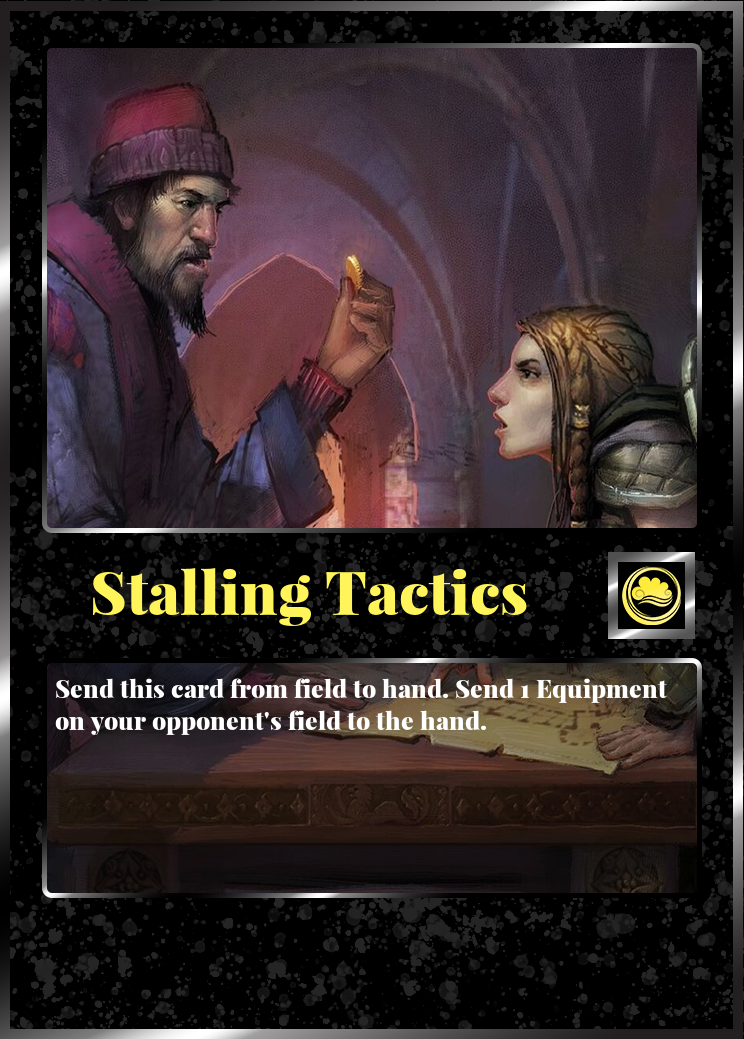 Stalling Tactics
Send this card from field to hand. Send 1 Equipment
on your opponent's field to the hand.